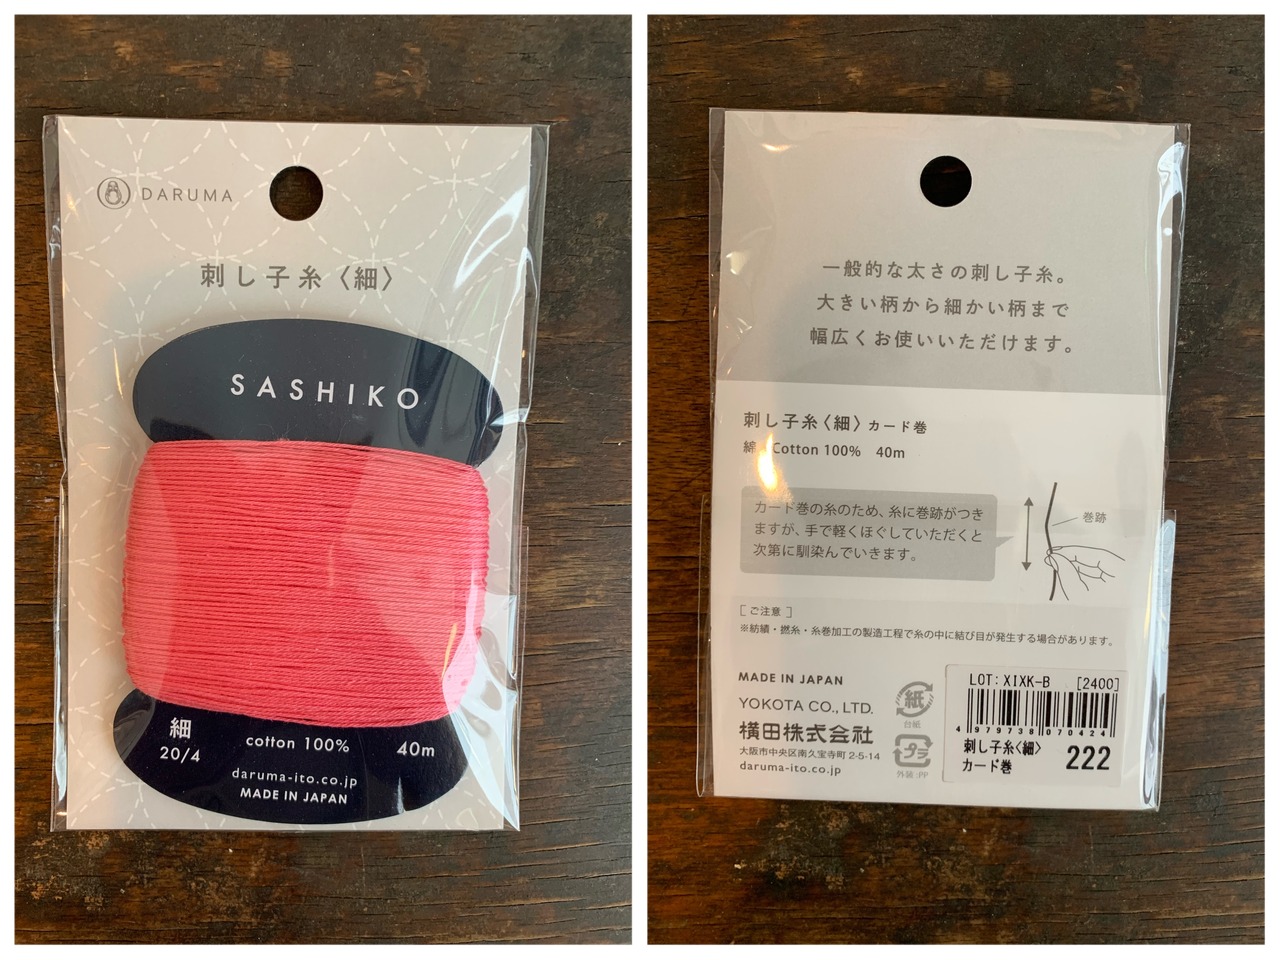 DARUMA
刺し子糸〈細〉
SASHIKO
細
20/4
cotton 100%
40m
daruma-ito.co.jp
MADE IN JAPAN
一般的な太さの刺し子糸。
大きい柄から細かい柄まで
幅広くお使いいただけます。
刺し子糸〈細〉カード巻
綿 Cotton 100% 40m
カード巻の糸のため、糸に巻跡がつき
ますが、手で軽くほぐしていただくと
次第に馴染んでいきます。
巻跡
[ご注意]
※紡績・撚糸・糸巻加工の製造工程で糸の中に結び目が発生する場合があります。
MADE IN JAPAN
YOKOTA CO., LTD.
横田株式会社
大阪市中央区南久宝寺町2-5-14
daruma-ito.co.jp
紙
台紙
プラ
外装:PP
LOT:XIXK-B [2400]
4 979738 070424
刺し子糸〈細〉
カード巻
222